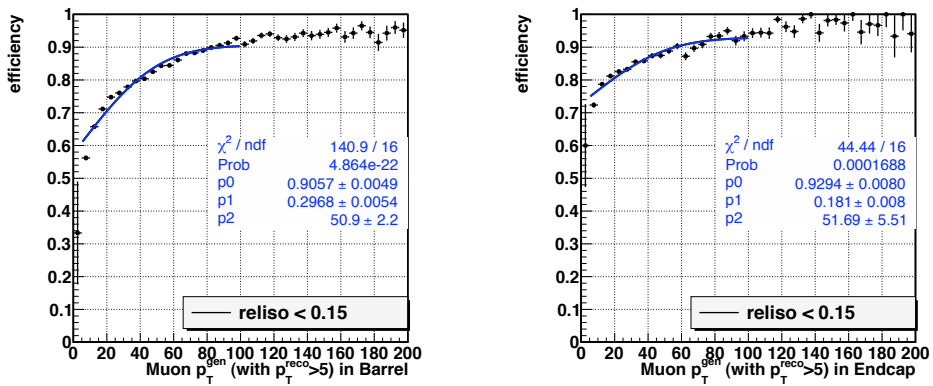 efficiency
1
0.9
0.8
0.7
0.6
0.5
0.4
0.3
0.2
0.1
0
χ² / ndf 140.9 / 16
Prob 4.864e-22
p0 0.9057 ± 0.0049
p1 0.2968 ± 0.0054
p2 50.9 ± 2.2
reliso < 0.15
0 20 40 60 80 100 120 140 160 180 200
Muon p_T^gen (with p_T^reco>5) in Barrel
efficiency
1
0.9
0.8
0.7
0.6
0.5
0.4
0.3
0.2
0.1
0
χ² / ndf 44.44 / 16
Prob 0.0001688
p0 0.9294 ± 0.0080
p1 0.181 ± 0.008
p2 51.69 ± 5.51
reliso < 0.15
0 20 40 60 80 100 120 140 160 180 200
Muon p_T^gen (with p_T^reco>5) in Endcap